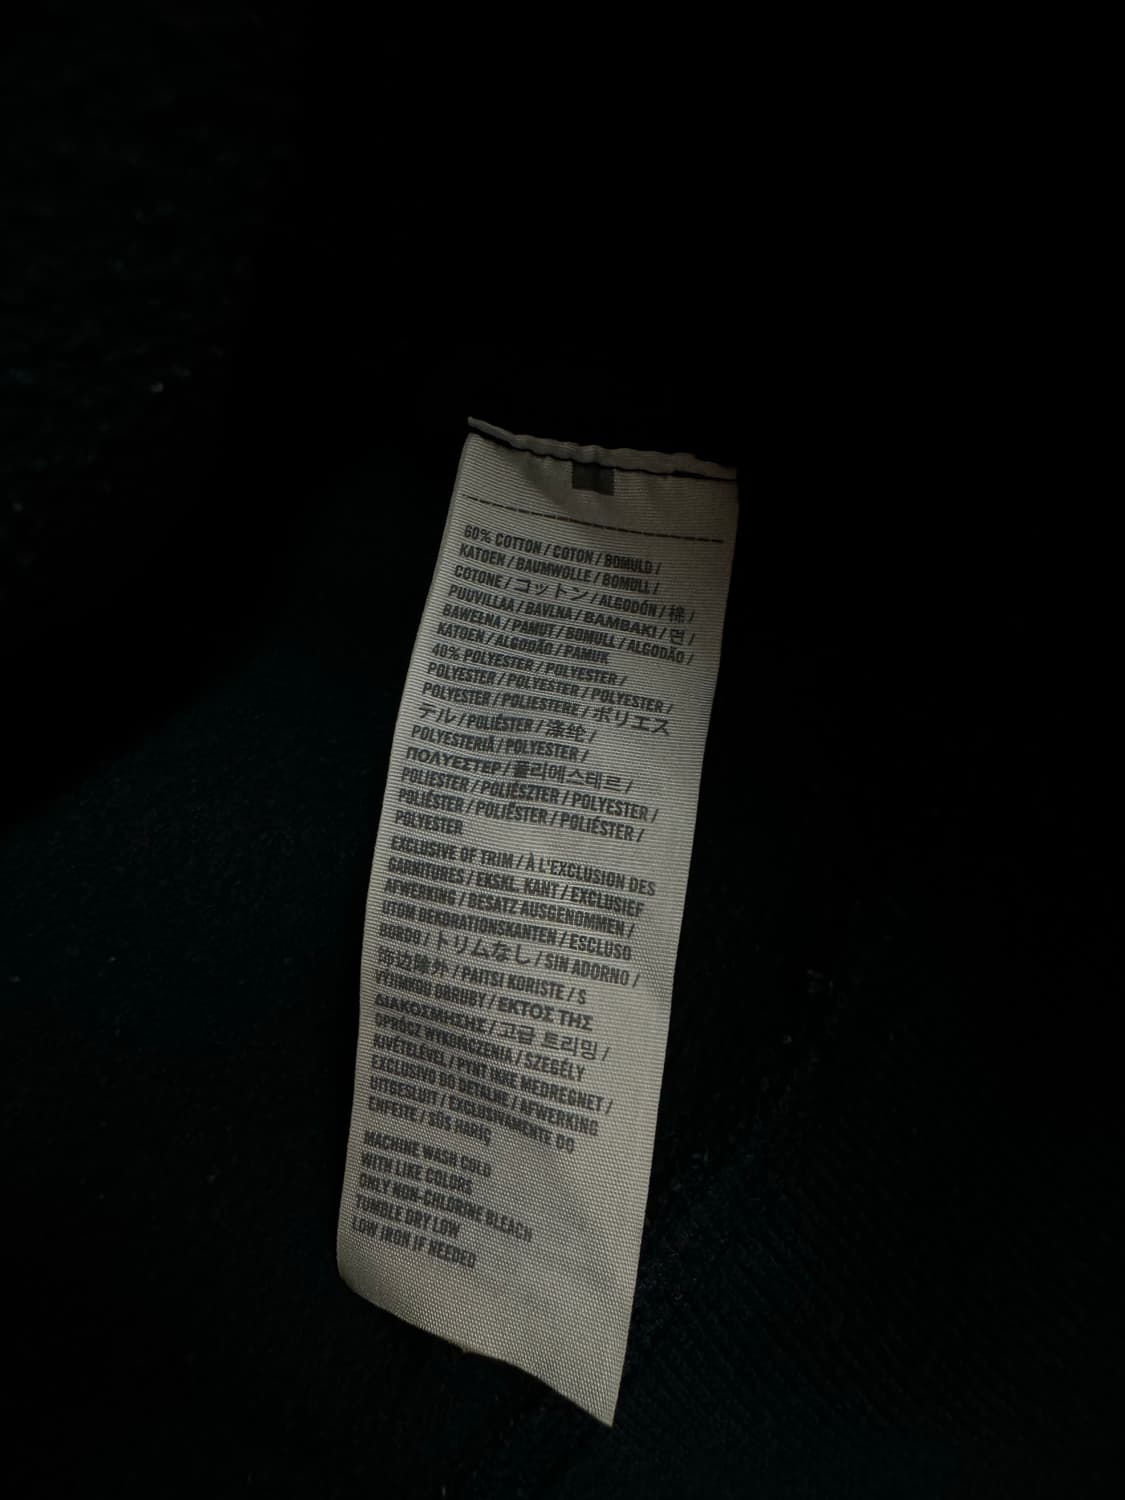 60% COTTON / COTON / BOMULD /
KATOEN / BAUMWOLLE / BOMULL /
COTONE / コットン / ALGODÓN / 棉 /
PUUVILLAA / BAVLNA / ΒΑΜΒΑΚΙ / 면 /
BAWEŁNA / PAMUT / BOMULL / ALGODÃO /
KATOEN / ALGODÃO / PAMUK
40% POLYESTER / POLYESTER /
POLYESTER / POLYESTER / POLYESTER /
POLYESTER / POLIESTERE / ポリエス
テル / POLIÉSTER / 涤纶 /
POLYESTERIÄ / POLYESTER /
ΠΟΛΥΕΣΤΕΡ / 폴리에스테르 /
POLIESTER / POLIÉSZTER / POLYESTER /
POLIÉSTER / POLIÉSTER / POLIÉSTER /
POLYESTER
EXCLUSIVE OF TRIM / À L'EXCLUSION DES
GARNITURES / EKSKL. KANT / EXCLUSIEF
AFWERKING / BESATZ AUSGENOMMEN /
UTOM DEKORATIONSKANTEN / ESCLUSO
BORDO / トリムなし / SIN ADORNO /
饰边除外 / PAITSI KORISTE / S
VÝJIMKOU OBRUBY / ΕΚΤΟΣ ΤΗΣ
ΔΙΑΚΟΣΜΗΣΗΣ / 고급 트리밍 /
OPRÓCZ WYKOŃCZENIA / SZEGÉLY
KIVÉTELÉVEL / PYNT IKKE MEDREGNET /
EXCLUSIVO DO DETALHE / AFWERKING
UITGESLUIT / EXCLUSIVAMENTE DO
ENFEITE / SÜS HARİÇ
MACHINE WASH COLD
WITH LIKE COLORS
ONLY NON-CHLORINE BLEACH
TUMBLE DRY LOW
LOW IRON IF NEEDED